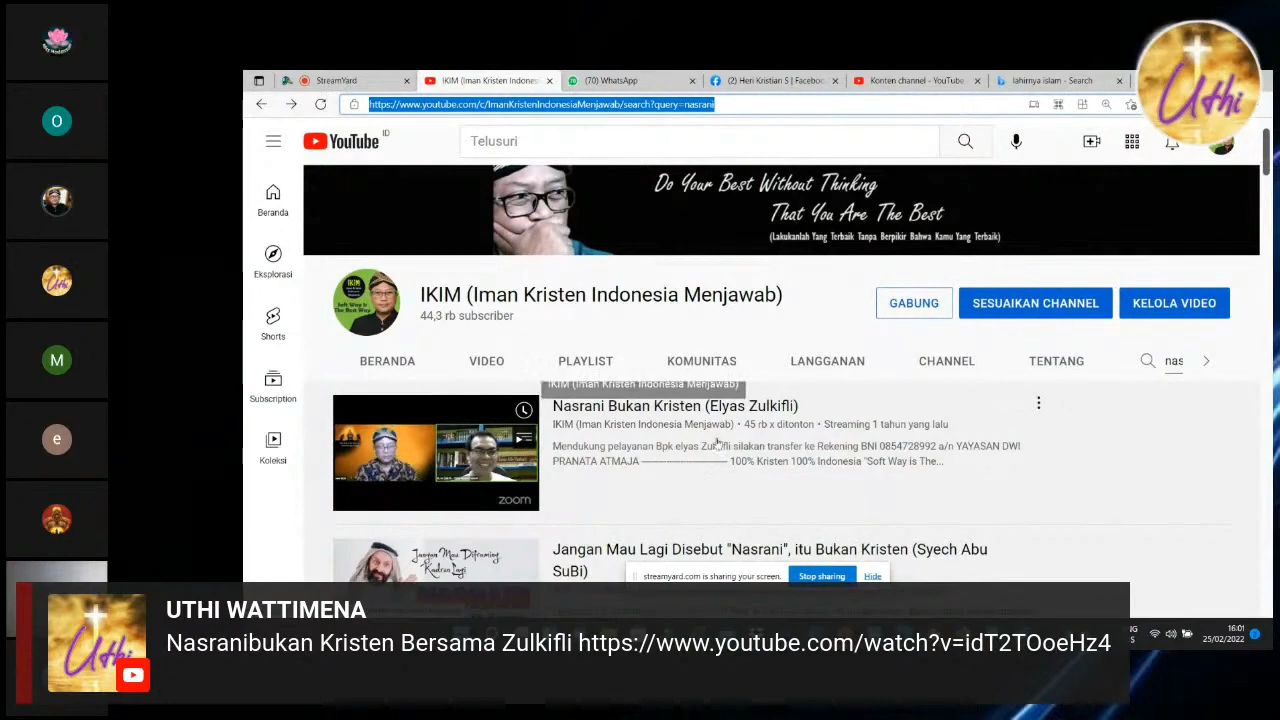 StreamYard
IKIM (Iman Kristen Indones
(70) WhatsApp
(2) Heri Kristian S | Faceboo
Konten channel - YouTube
lahirnya islam - Search
https://www.youtube.com/c/ImanKristenIndonesiaMenjawab/search?query=nasrani
Uthi
YouTube ID
Telusuri
Do Your Best Without Thinking
That You Are The Best
(Lakukanlah Yang Terbaik Tanpa Berpikir Bahwa Kamu Yang Terbaik)
Beranda
Eksplorasi
Shorts
Subscription
Koleksi
IKIM (Iman Kristen Indonesia Menjawab)
44,3 rb subscriber
GABUNG
SESUAIKAN CHANNEL
KELOLA VIDEO
BERANDA
VIDEO
PLAYLIST
KOMUNITAS
LANGGANAN
CHANNEL
TENTANG
nas
IKIM (Iman Kristen Indonesia Menjawab)
Nasrani Bukan Kristen (Elyas Zulkifli)
IKIM (Iman Kristen Indonesia Menjawab) • 45 rb x ditonton • Streaming 1 tahun yang lalu
Mendukung pelayanan Bpk elyas Zulkifli silakan transfer ke Rekening BNI 0854728992 a/n YAYASAN DWI
PRANATA ATMAJA ------------------------ 100% Kristen 100% Indonesia "Soft Way is The...
zoom
Jangan Mau Diframing
Kadrun Lagi
Jangan Mau Lagi Disebut "Nasrani", itu Bukan Kristen (Syech Abu
SuBi)
streamyard.com is sharing your screen.
Stop sharing
Hide
16:01
25/02/2022
O
M
e
Uthi
UTHI WATTIMENA
Nasranibukan Kristen Bersama Zulkifli https://www.youtube.com/watch?v=idT2TOoeHz4